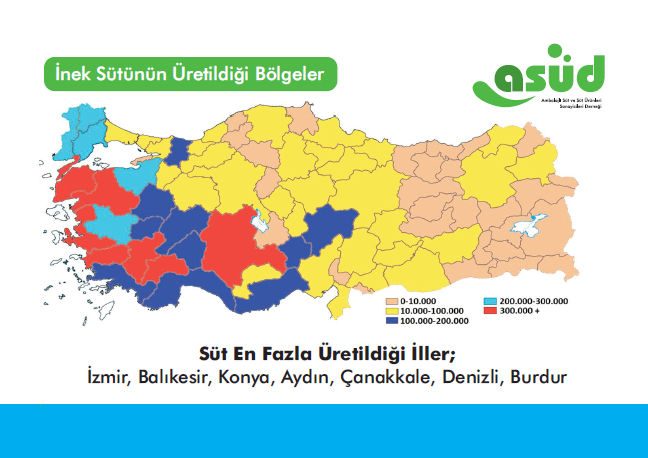 İnek Sütünün Üretildiği Bölgeler
asüd
Ambalajlı Süt ve Süt Ürünleri
Sanayicileri Derneği
0-10.000
10.000-100.000
100.000-200.000
200.000-300.000
300.000 +
Süt En Fazla Üretildiği İller;
İzmir, Balıkesir, Konya, Aydın, Çanakkale, Denizli, Burdur